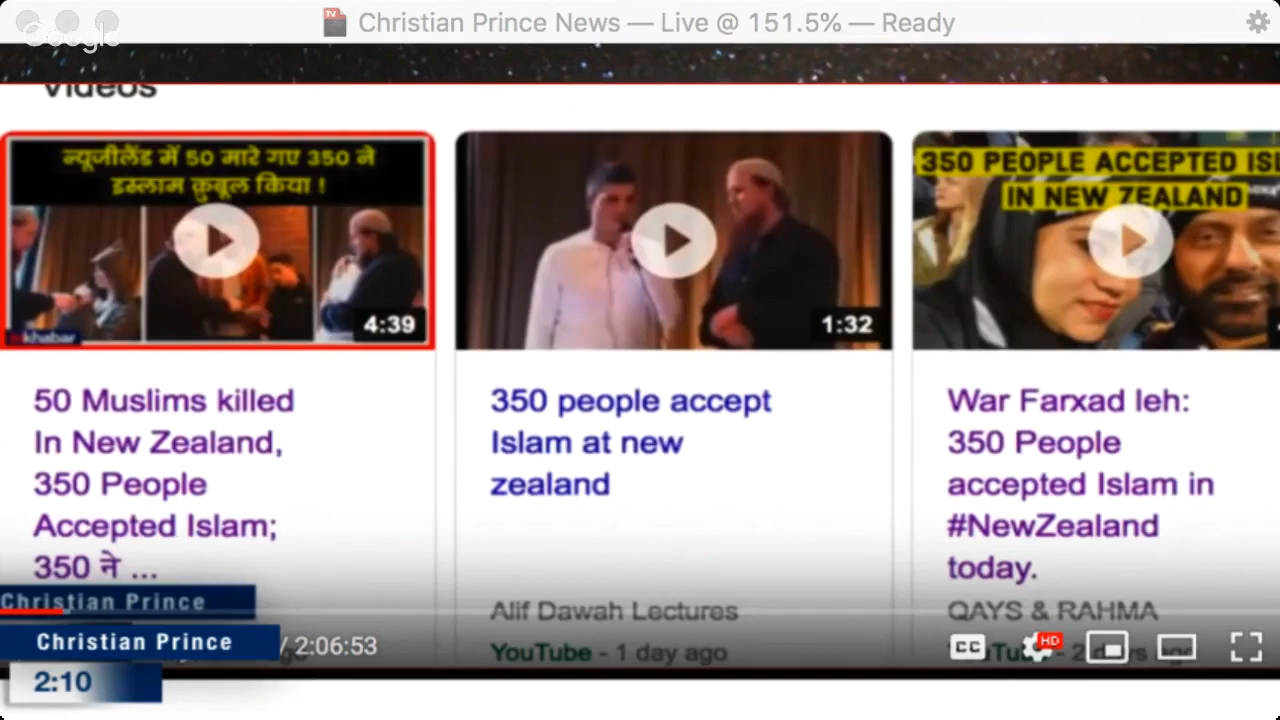 Christian Prince News — Live @ 151.5% — Ready
Google
Videos
न्यूजीलैंड में 50 मारे गए 350 ने
इस्लाम क़ुबूल किया !
350 PEOPLE ACCEPTED ISL
IN NEW ZEALAND
khabar
4:39
1:32
50 Muslims killed
In New Zealand,
350 People
Accepted Islam;
350 ने ...
350 people accept
Islam at new
zealand
Alif Dawah Lectures
YouTube - 1 day ago
War Farxad leh:
350 People
accepted Islam in
#NewZealand
today.
QAYS & RAHMA
ago
Christian Prince
Christian Prince
/ 2:06:53
CC
HD
2:10